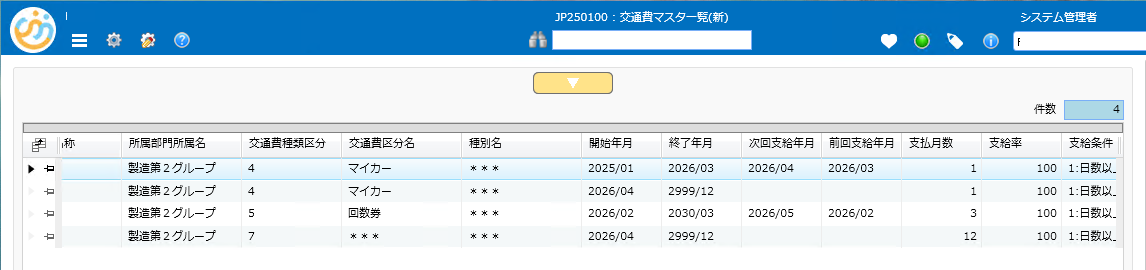 JP250100：交通費マスタ一覧(新)
システム管理者
件数 4
称 所属部門所属名 交通費種類区分 交通費区分名 種別名 開始年月 終了年月 次回支給年月 前回支給年月 支払月数 支給率 支給条件
製造第２グループ 4 マイカー ＊＊＊ 2025/01 2026/03 2026/04 2026/03 1 100 1:日数以上
製造第２グループ 4 マイカー 2026/04 2999/12 1 100 1:日数以上
製造第２グループ 5 回数券 ＊＊＊ 2026/02 2030/03 2026/05 2026/02 3 100 1:日数以上
製造第２グループ 7 ＊＊＊ ＊＊＊ 2026/04 2999/12 12 100 1:日数以上